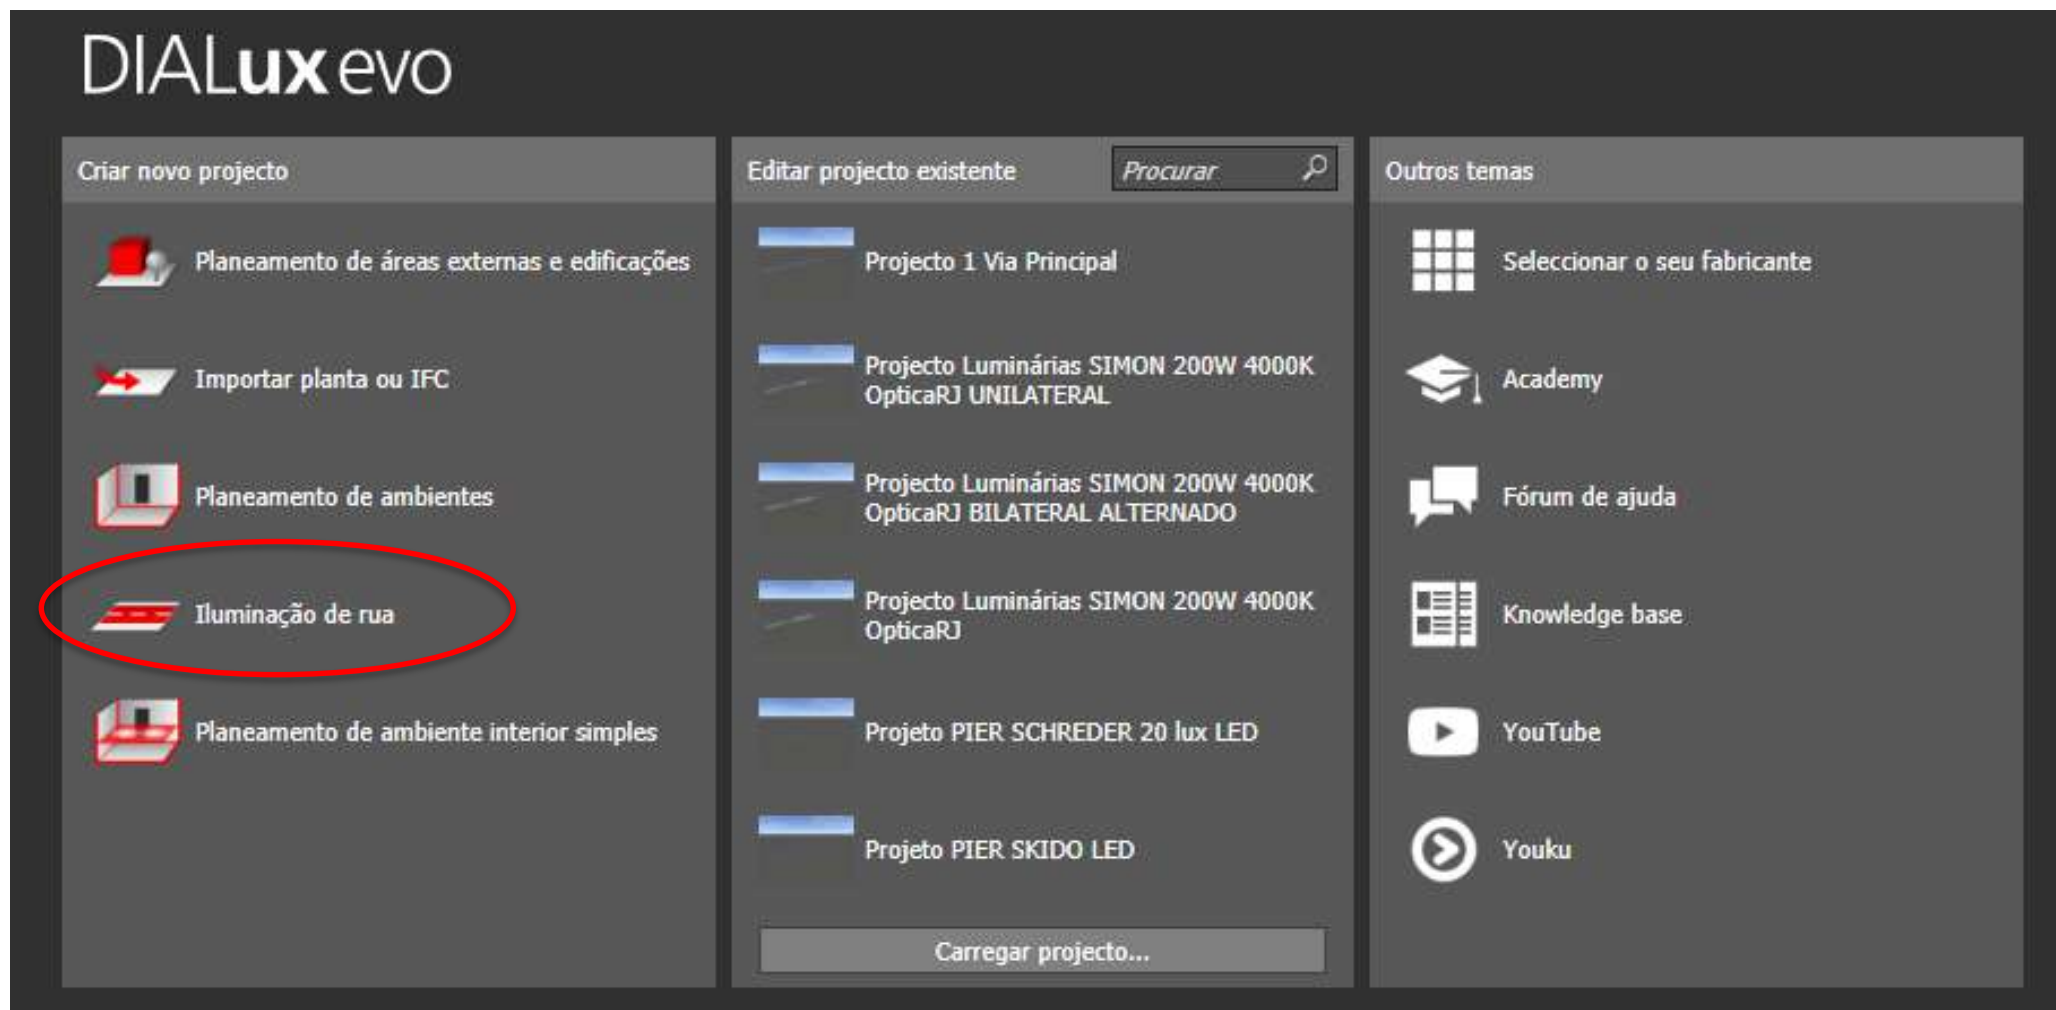 DIALux evo
Criar novo projecto
Planeamento de áreas externas e edificações
Importar planta ou IFC
Planeamento de ambientes
Iluminação de rua
Planeamento de ambiente interior simples
Editar projecto existente
Procurar
Projecto 1 Via Principal
Projecto Luminárias SIMON 200W 4000K
OpticaRJ UNILATERAL
Projecto Luminárias SIMON 200W 4000K
OpticaRJ BILATERAL ALTERNADO
Projecto Luminárias SIMON 200W 4000K
OpticaRJ
Projeto PIER SCHREDER 20 lux LED
Projeto PIER SKIDO LED
Carregar projecto...
Outros temas
Seleccionar o seu fabricante
Academy
Fórum de ajuda
Knowledge base
YouTube
Youku